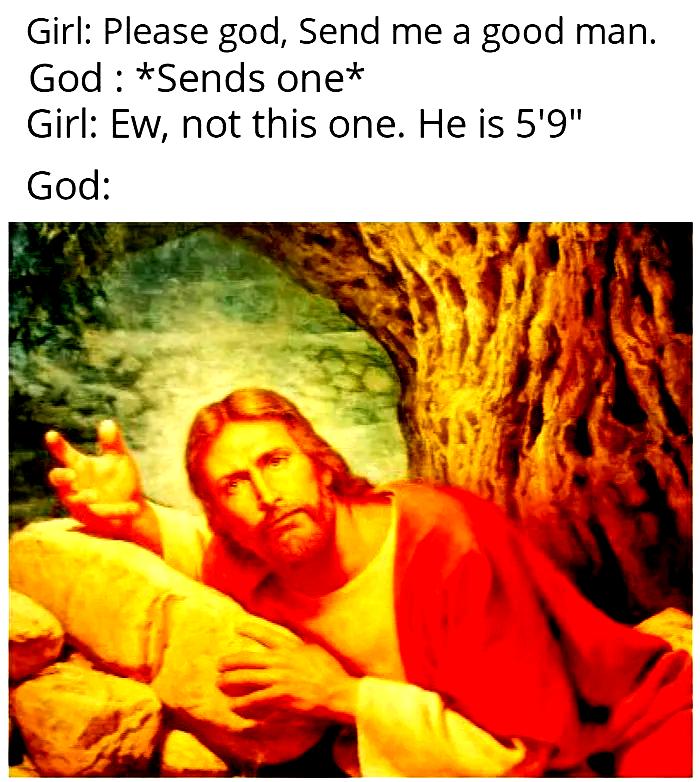 Girl: Please god, Send me a good man.
God : *Sends one*
Girl: Ew, not this one. He is 5'9"
God: